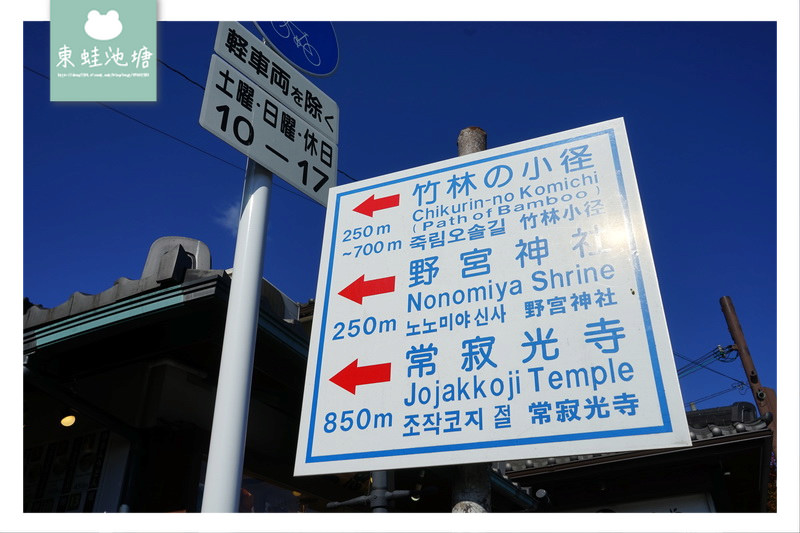 東蛙池塘
軽車両を除く
土曜・日曜・休日
10－17
竹林の小径
Chikurin-no Komichi
(Path of Bamboo)
250m
~700m
죽림오솔길 竹林小径
野宮神社
Nonomiya Shrine
250m
노노미야 신사 野宮神社
常寂光寺
Jojakkoji Temple
850m
조작코지 절 常寂光寺